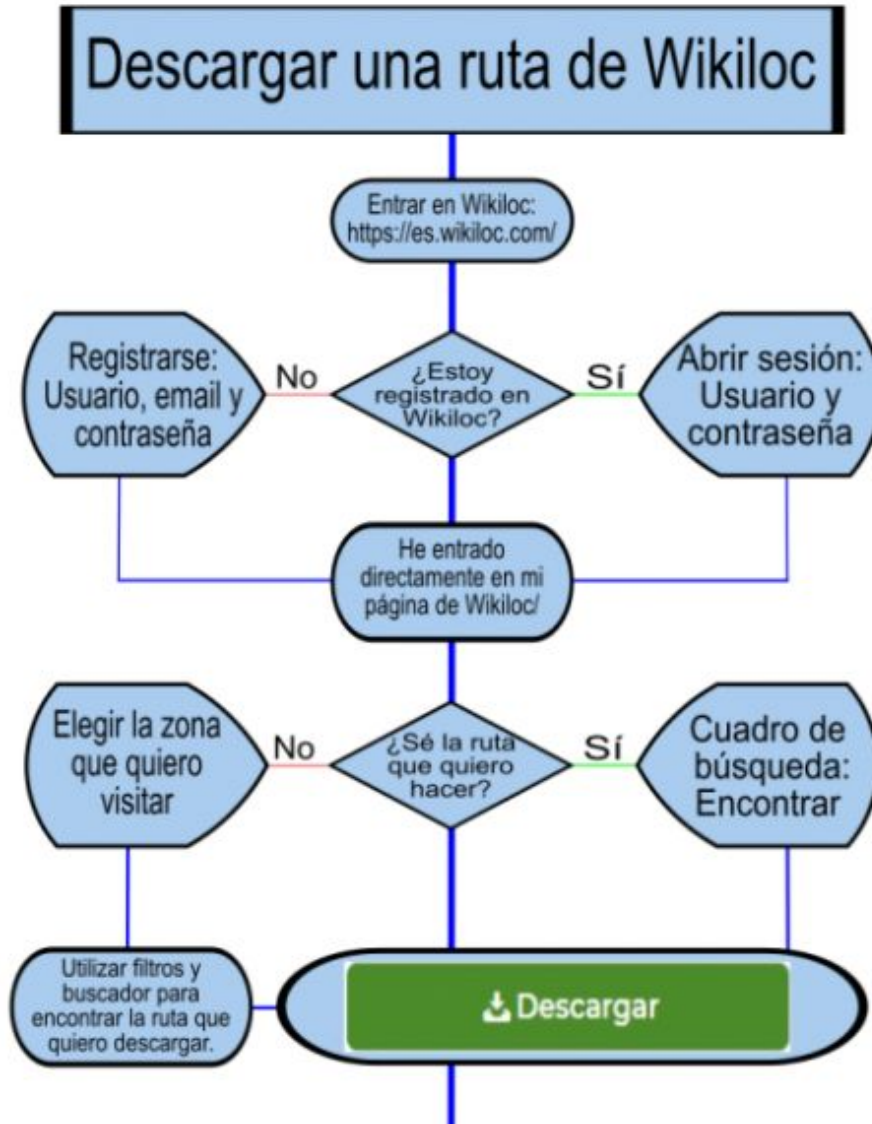 Descargar una ruta de Wikiloc
Entrar en Wikiloc:
https://es.wikiloc.com/
Registrarse:
Usuario, email y
contraseña
No
¿Estoy
registrado en
Wikiloc?
Sí
Abrir sesión:
Usuario y
contraseña
He entrado
directamente en mi
página de Wikiloc/
Elegir la zona
que quiero
visitar
No
¿Sé la ruta
que quiero
hacer?
Sí
Cuadro de
búsqueda:
Encontrar
Utilizar filtros y
buscador para
encontrar la ruta que
quiero descargar.
Descargar